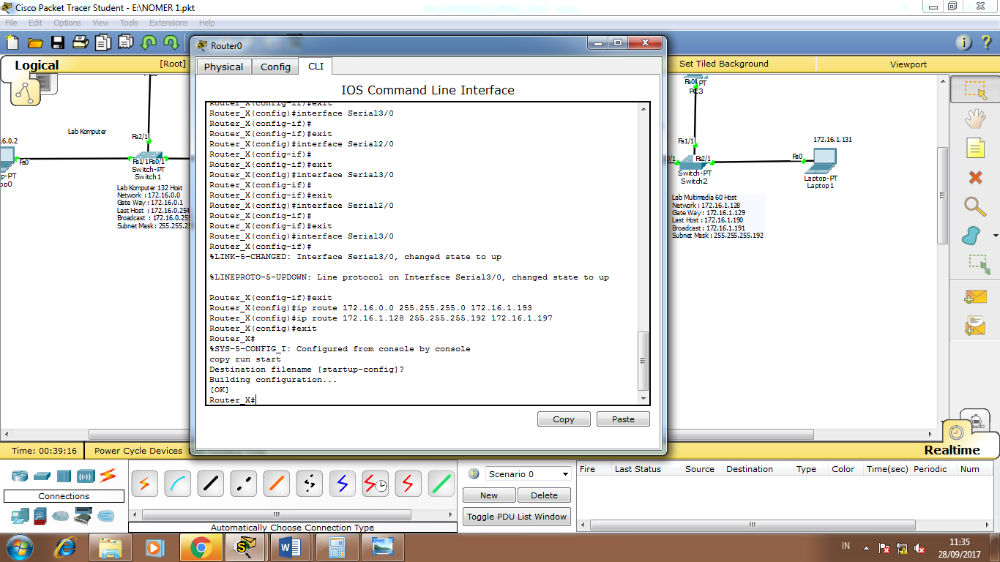 Cisco Packet Tracer Student - E:\NOMER 1.pkt
File Edit Options View Tools Extensions Help
Logical
[Root]
Set Tiled Background
Viewport
Router0
Physical
Config
CLI
IOS Command Line Interface
Router_X(config)#exit
Router_X(config)#interface Serial3/0
Router_X(config-if)#
Router_X(config-if)#exit
Router_X(config)#interface Serial2/0
Router_X(config-if)#
Router_X(config-if)#exit
Router_X(config)#interface Serial3/0
Router_X(config-if)#
Router_X(config-if)#exit
Router_X(config)#interface Serial2/0
Router_X(config-if)#
Router_X(config-if)#exit
Router_X(config)#interface Serial3/0
Router_X(config-if)#
%LINK-5-CHANGED: Interface Serial3/0, changed state to up
%LINEPROTO-5-UPDOWN: Line protocol on Interface Serial3/0, changed state to up
Router_X(config-if)#exit
Router_X(config)#ip route 172.16.0.0 255.255.255.0 172.16.1.193
Router_X(config)#ip route 172.16.1.128 255.255.255.192 172.16.1.197
Router_X(config)#exit
Router_X#
%SYS-5-CONFIG_I: Configured from console by console
copy run start
Destination filename [startup-config]?
Building configuration...
[OK]
Router_X#
Copy
Paste
Lab Komputer
Fa2/1
6.0.2
Fa0
Fa1/1Fa0/1
Switch-PT
Switch1
p-PT
op0
Lab Komputer 132 Host
Network : 172.16.0.0
Gate Way : 172.16.0.1
Last Host : 172.16.0.254
Broadcast : 172.16.0.255
Subnet Mask : 255.255.2
Fa0
PT
PC3
Fa1/1
172.16.1.131
0/1
Fa2/1
Fa0
Switch-PT
Switch2
Laptop-PT
Laptop1
Lab Multimedia 60 Host
Network : 172.16.1.128
Gate Way : 172.16.1.129
Last Host : 172.16.1.190
Broadcast : 172.16.1.191
Subnet Mask : 255.255.255.192
Time: 00:39:16
Power Cycle Devices
Realtime
Connections
Automatically Choose Connection Type
Scenario 0
New
Delete
Toggle PDU List Window
Fire Last Status Source Destination Type Color Time(sec) Periodic Num
IN
11:35
28/09/2017